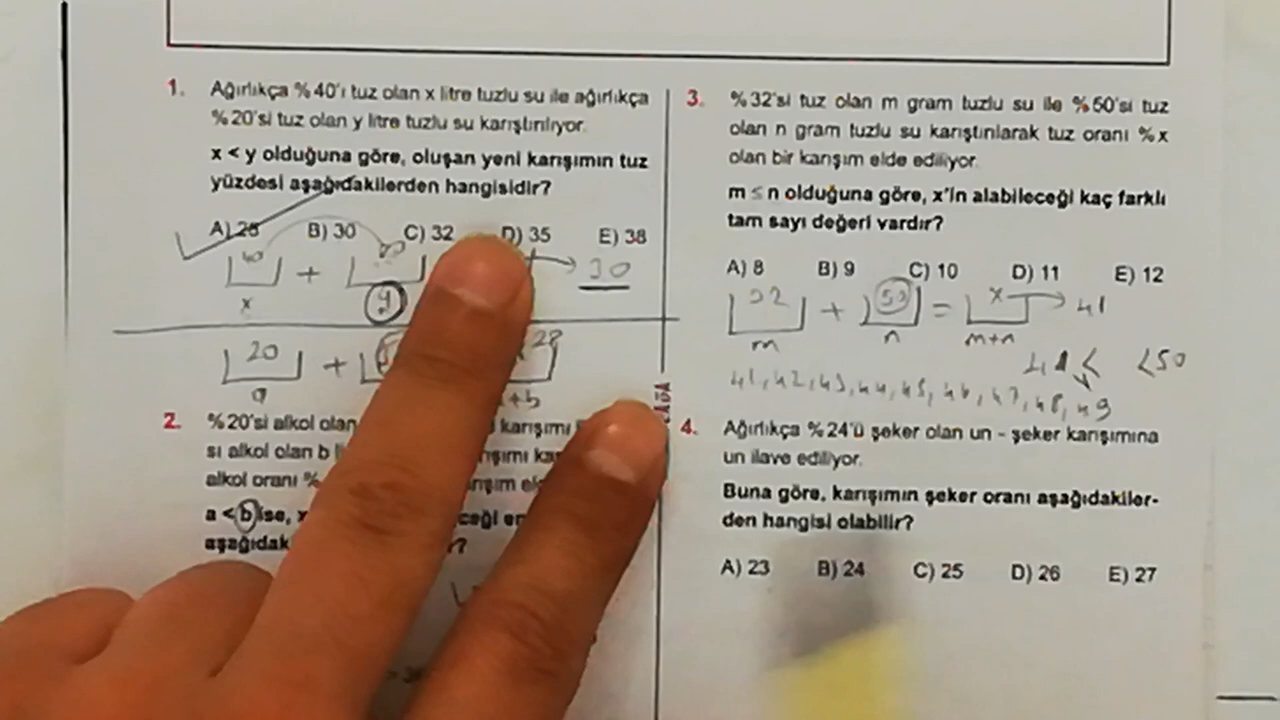 1. Ağırlıkça %40'ı tuz olan x litre tuzlu su ile ağırlıkça
%20'si tuz olan y litre tuzlu su karıştırılıyor.
x < y olduğuna göre, oluşan yeni karışımın tuz
yüzdesi aşağıdakilerden hangisidir?
A) 28 B) 30 C) 32 D) 35 E) 38
40 + 30
x y
20 + 28
a +b
2. %20'si alkol olan karışımı
si alkol olan b
alkol oranı %
a < b ise,
3. %32'si tuz olan m gram tuzlu su ile %50'si tuz
olan n gram tuzlu su karıştırılarak tuz oranı %x
olan bir karışım elde ediliyor.
m ≤ n olduğuna göre, x'in alabileceği kaç farklı
tam sayı değeri vardır?
A) 8 B) 9 C) 10 D) 11 E) 12
32 + 50 = x 41
m n m+n
41 < <50
41, 42, 43, 44, 45, 46, 47, 48, 49
4. Ağırlıkça %24'ü şeker olan un - şeker karışımına
un ilave ediliyor.
Buna göre, karışımın şeker oranı aşağıdakiler-
den hangisi olabilir?
A) 23 B) 24 C) 25 D) 26 E) 27